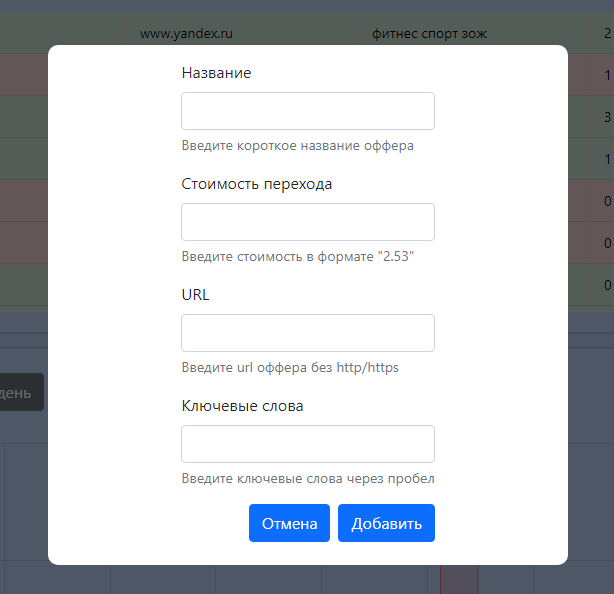 www.yandex.ru фитнес спорт зож 2
Название
1
3
Введите короткое название оффера
1
Стоимость перехода
0
0
Введите стоимость в формате "2.53"
0
URL
Введите url оффера без http/https
день
Ключевые слова
Введите ключевые слова через пробел
Отмена Добавить